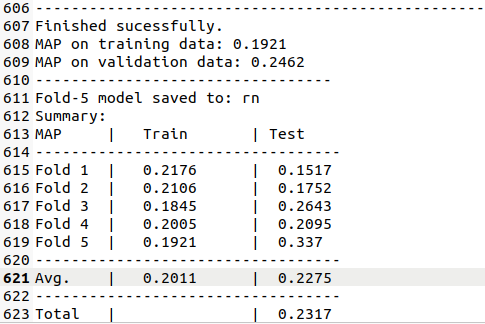 606 --------------------------------------------------
607 Finished sucessfully.
608 MAP on training data: 0.1921
609 MAP on validation data: 0.2462
610 ---------------------------------
611 Fold-5 model saved to: rn
612 Summary:
613 MAP     |   Train       | Test
614 ----------------------------------
615 Fold 1  |   0.2176      |  0.1517
616 Fold 2  |   0.2106      |  0.1752
617 Fold 3  |   0.1845      |  0.2643
618 Fold 4  |   0.2005      |  0.2095
619 Fold 5  |   0.1921      |  0.337
620 ----------------------------------
621 Avg.    |   0.2011      |  0.2275
622 ----------------------------------
623 Total   |               |  0.2317